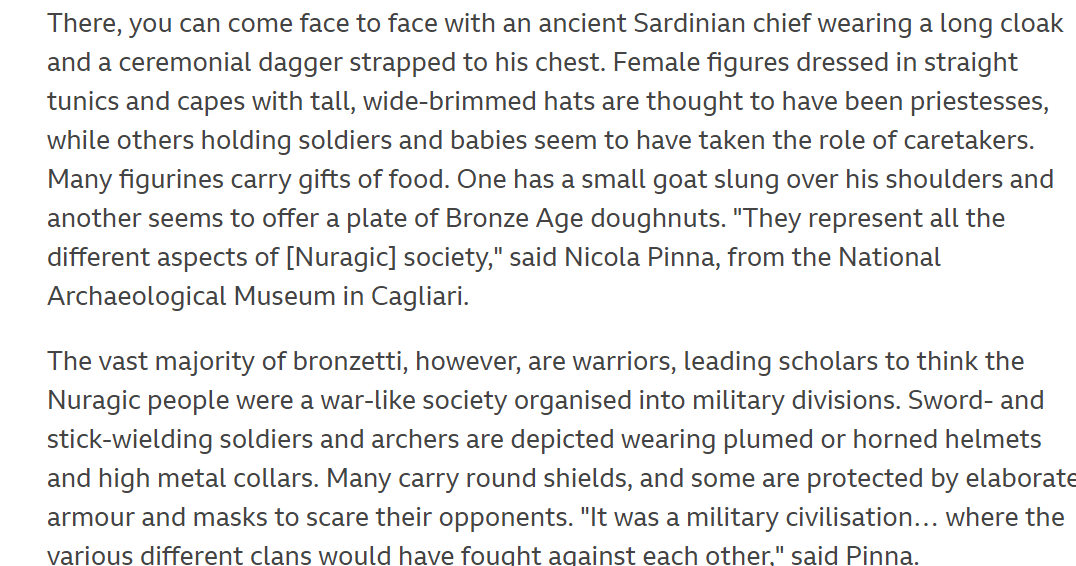 There, you can come face to face with an ancient Sardinian chief wearing a long cloak
and a ceremonial dagger strapped to his chest. Female figures dressed in straight
tunics and capes with tall, wide-brimmed hats are thought to have been priestesses,
while others holding soldiers and babies seem to have taken the role of caretakers.
Many figurines carry gifts of food. One has a small goat slung over his shoulders and
another seems to offer a plate of Bronze Age doughnuts. "They represent all the
different aspects of [Nuragic] society," said Nicola Pinna, from the National
Archaeological Museum in Cagliari.
The vast majority of bronzetti, however, are warriors, leading scholars to think the
Nuragic people were a war-like society organised into military divisions. Sword- and
stick-wielding soldiers and archers are depicted wearing plumed or horned helmets
and high metal collars. Many carry round shields, and some are protected by elaborate
armour and masks to scare their opponents. "It was a military civilisation… where the
various different clans would have fought against each other," said Pinna.